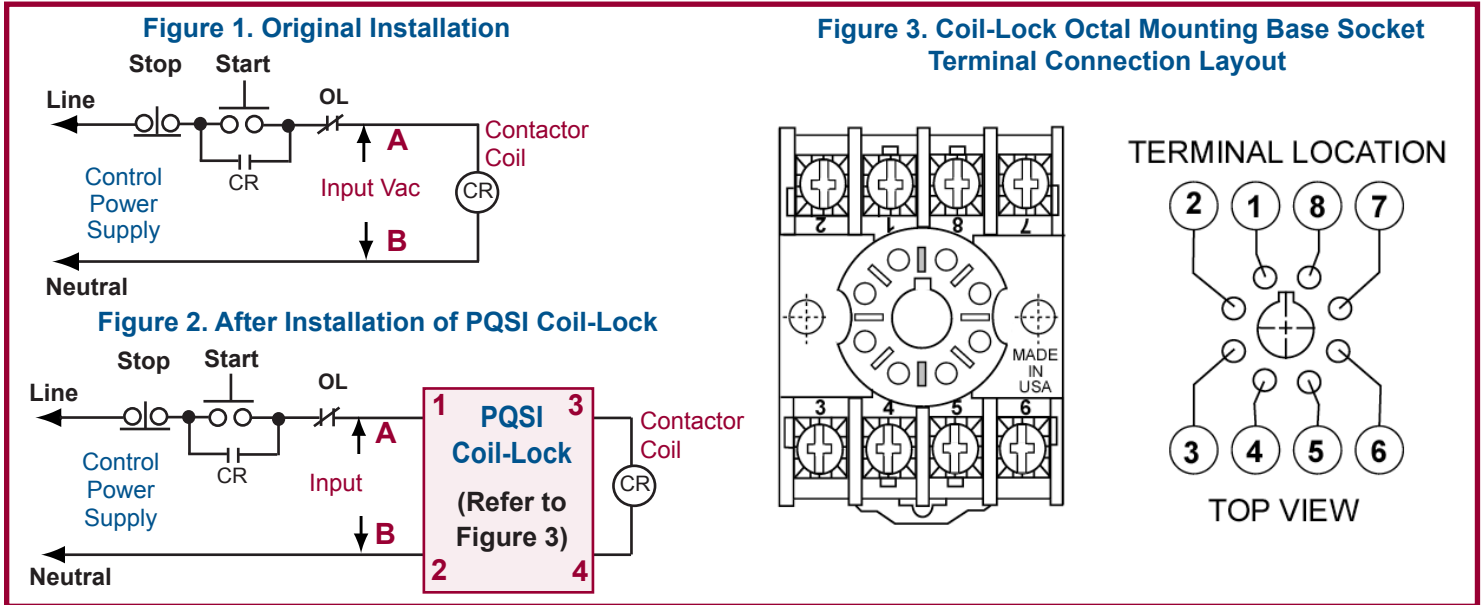 Figure 1. Original Installation
Stop Start
OL
Line
A
Contactor
Coil
CR
Control
Power
Supply
Input Vac
CR
B
Neutral
Figure 2. After Installation of PQSI Coil-Lock
Stop Start
OL
Line
1 PQSI 3
Coil-Lock
(Refer to
Figure 3)
2 4
A
Contactor
Coil
CR
Control
Power
Supply
Input
CR
B
Neutral
Figure 3. Coil-Lock Octal Mounting Base Socket
Terminal Connection Layout
2 1 8 7
MADE
IN
USA
3 4 5 6
TERMINAL LOCATION
2 1 8 7
3 4 5 6
TOP VIEW